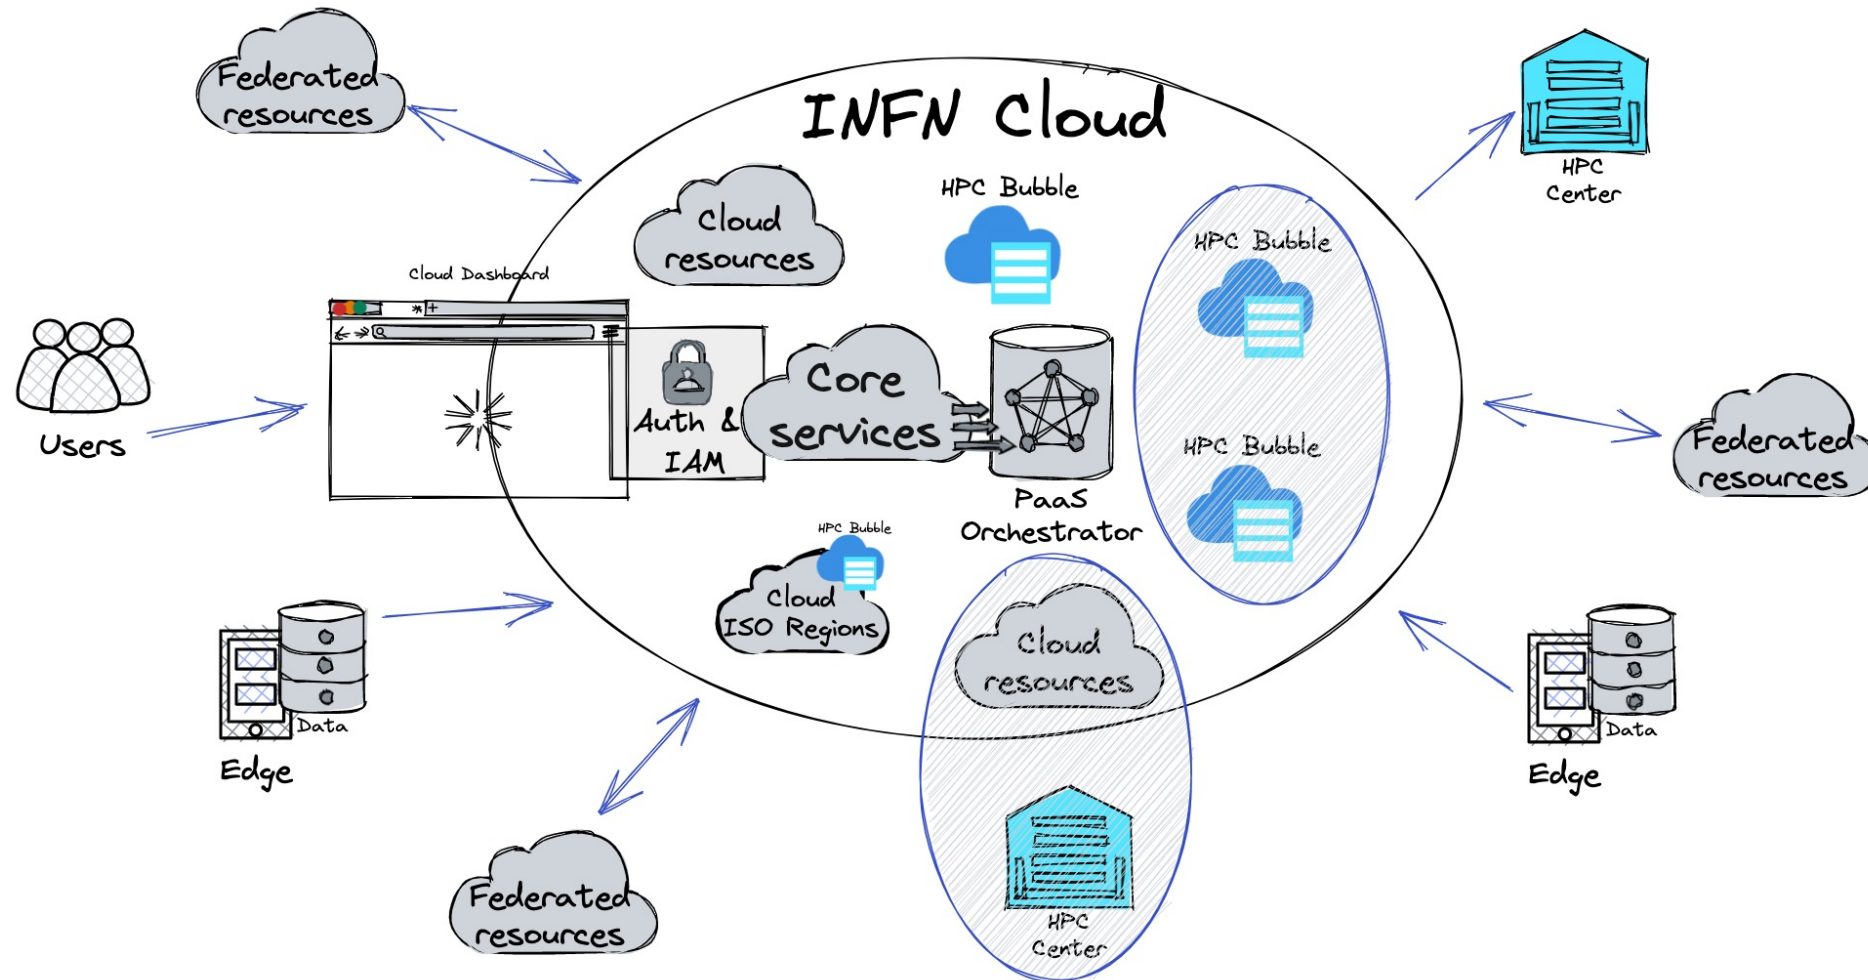 Federated
resources
INFN Cloud
HPC
Center
Cloud
resources
HPC Bubble
HPC Bubble
Cloud Dashboard
+
Users
Auth &
IAM
Core
services
PaaS
Orchestrator
HPC Bubble
Federated
resources
HPC Bubble
Cloud
ISO Regions
Cloud
resources
Data
Edge
Data
Edge
Federated
resources
HPC
Center